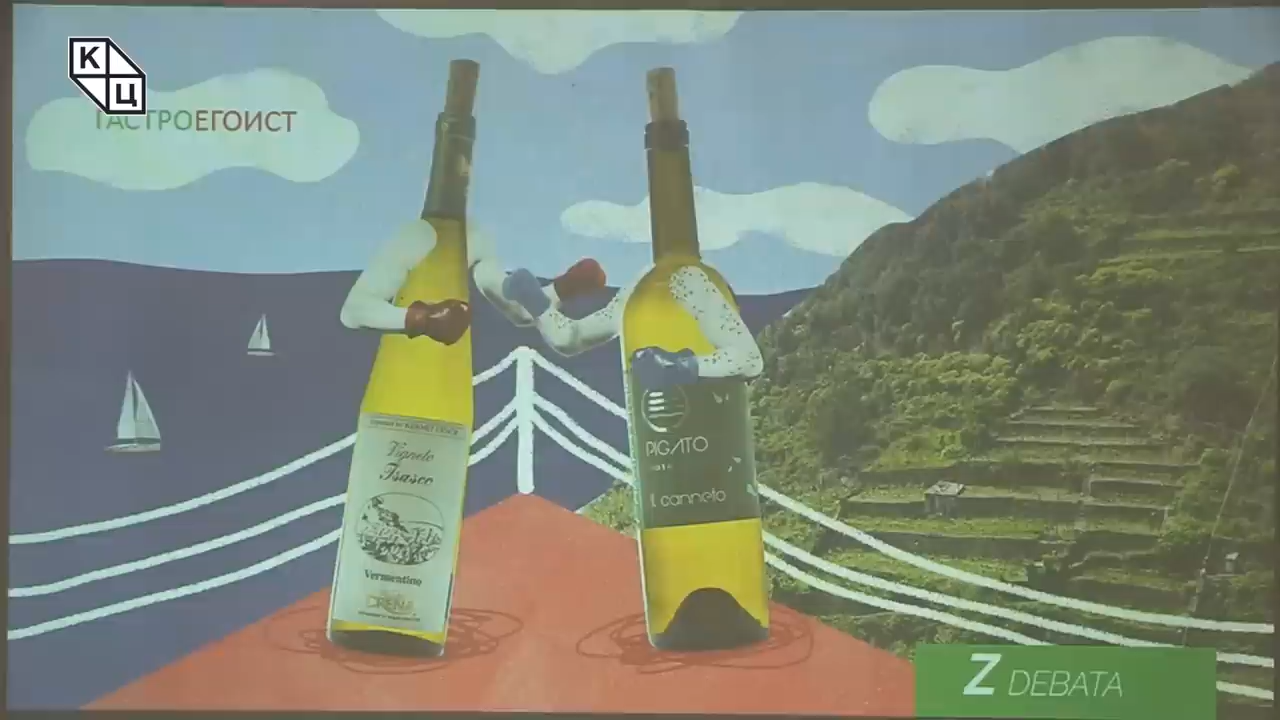 К
Ц
ГАСТРОЕГОИСТ
Vigneto
Isasco
Vermentino
PIGATO
il canneto
Z DEBATA